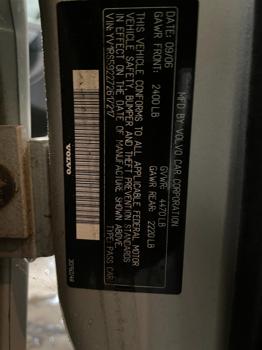 MFD BY VOLVO CAR CORPORATION
DATE: 09/06
GVWR: 4470 LB
GAWR FRONT: 2400 LB
GAWR REAR: 2220 LB
THIS VEHICLE CONFORMS TO ALL APPLICABLE FEDERAL MOTOR
VEHICLE SAFETY, BUMPER AND THEFT PREVENTION STANDARDS
IN EFFECT ON THE DATE OF MANUFACTURE SHOWN ABOVE.
VIN:
TYPE: PASS CAR
VOLVO